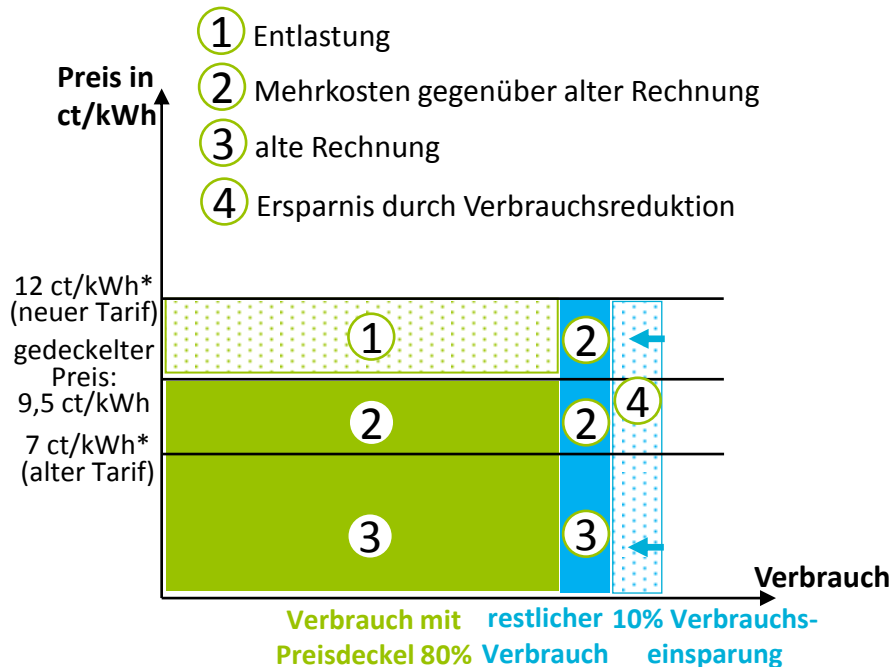 1 Entlastung
2 Mehrkosten gegenüber alter Rechnung
3 alte Rechnung
4 Ersparnis durch Verbrauchsreduktion
Preis in
ct/kWh
12 ct/kWh*
(neuer Tarif)
gedeckelter
Preis:
9,5 ct/kWh
7 ct/kWh*
(alter Tarif)
1
2
2
2
4
3
3
Verbrauch
Verbrauch mit
Preisdeckel 80%
restlicher
Verbrauch
10% Verbrauchs-
einsparung